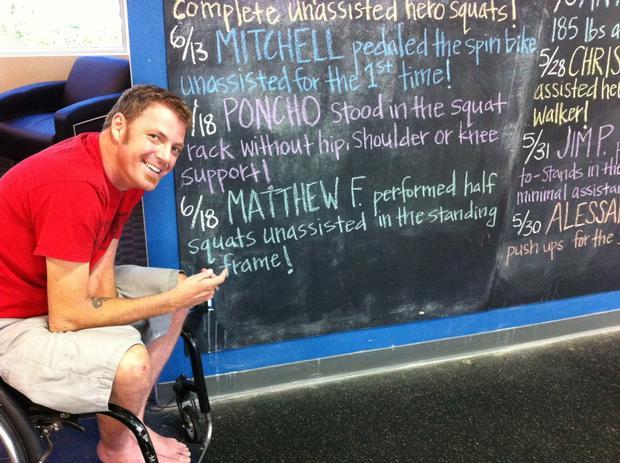 complete unassisted hero squats!
6/13 MITCHELL pedaled the spin bike
unassisted for the 1st time!
6/18 PONCHO stood in the squat
rack without hip, shoulder or knee
support!
6/18 MATTHEW F. performed half
squats unassisted in the standing
frame!
185 lbs a
5/28 CHRIS
assisted he
walker!
5/31 JIM P.
to-stands in th
minimal assista
5/30 ALESSA
push ups for the